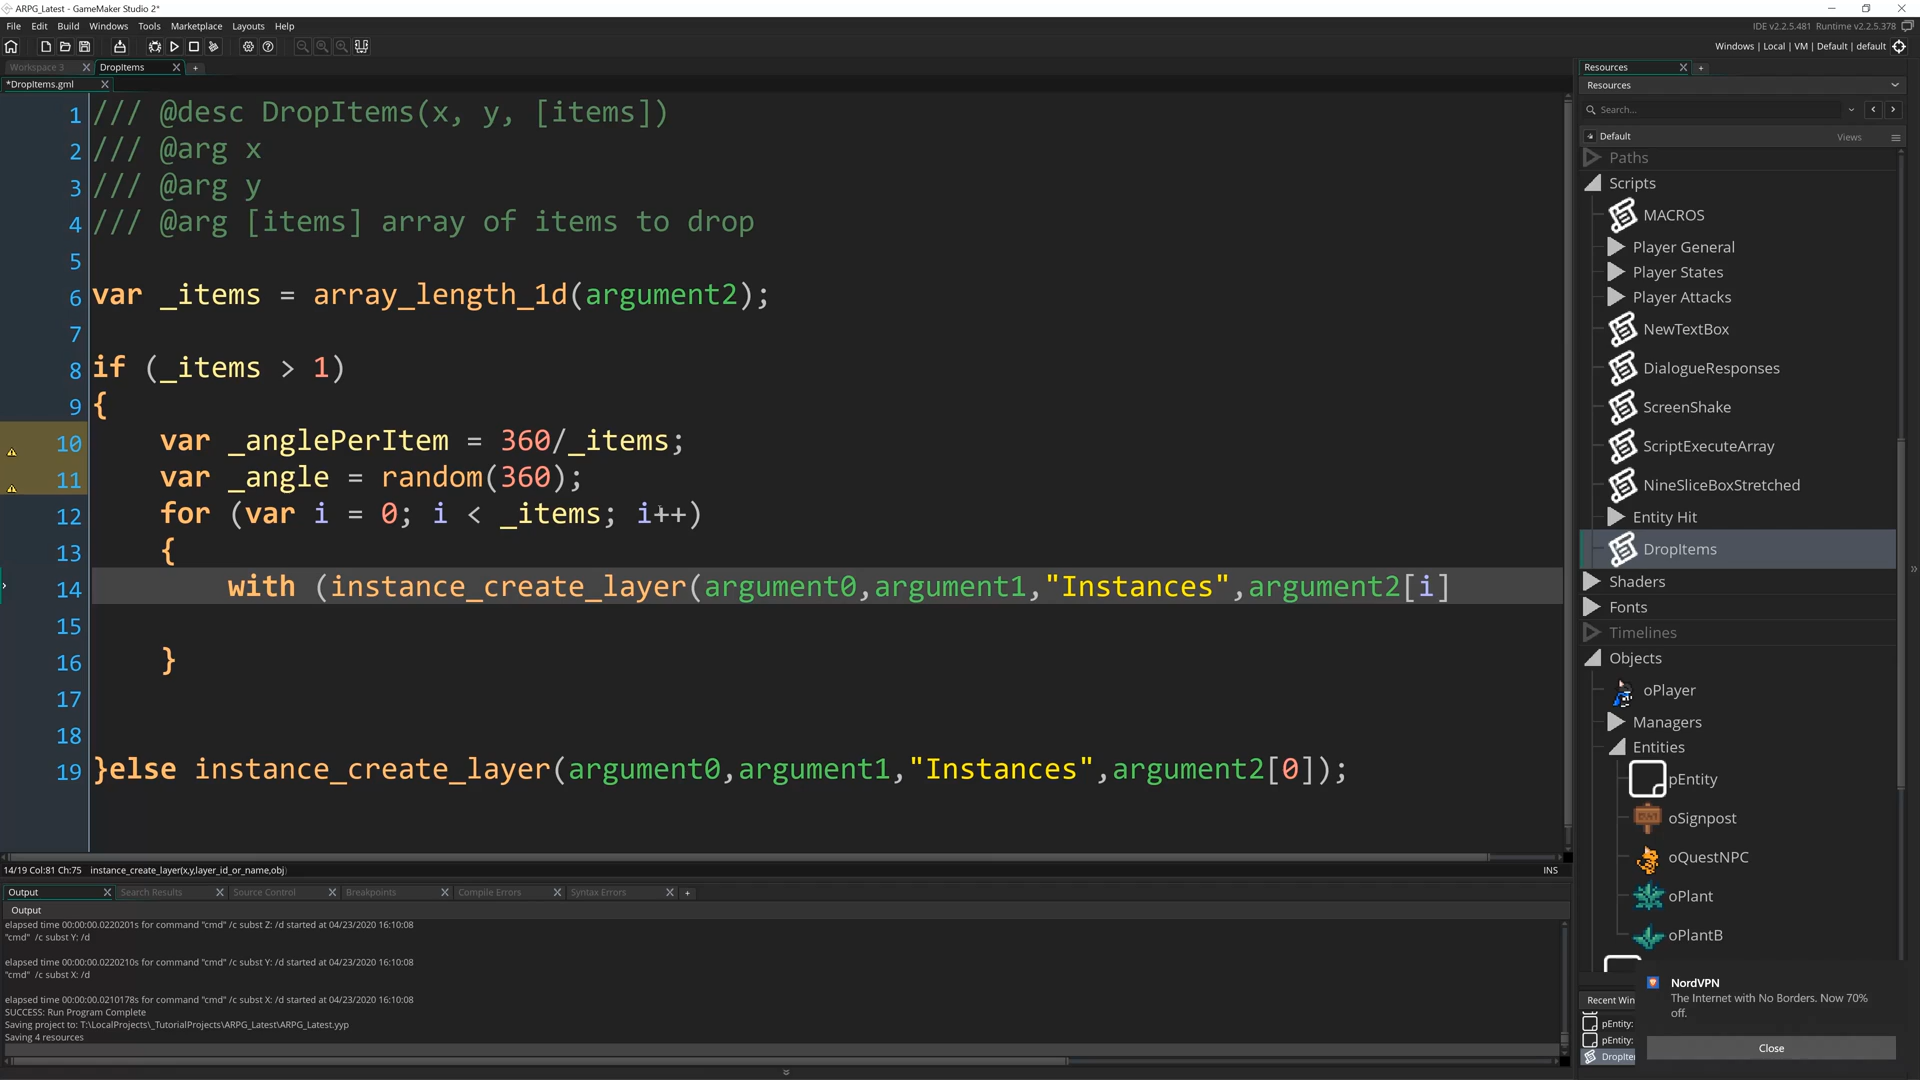 ARPG_Latest - GameMaker Studio 2*
File Edit Build Windows Tools Marketplace Layouts Help
IDE v2.2.5.481 Runtime v2.2.5.378
Windows | Local | VM | Default | default
Workspace 3
DropItems
*DropItems.gml
1 /// @desc DropItems(x, y, [items])
2 /// @arg x
3 /// @arg y
4 /// @arg [items] array of items to drop
5
6 var _items = array_length_1d(argument2);
7
8 if (_items > 1)
9 {
10 var _anglePerItem = 360/_items;
11 var _angle = random(360);
12 for (var i = 0; i < _items; i++)
13 {
14 with (instance_create_layer(argument0,argument1,"Instances",argument2[i]
15
16 }
17
18
19 }else instance_create_layer(argument0,argument1,"Instances",argument2[0]);
14/19 Col:81 Ch:75 instance_create_layer(x,y,layer_id_or_name,obj)
INS
Output Search Results Source Control Breakpoints Compile Errors Syntax Errors
Output
elapsed time 00:00:00.0220201s for command "cmd" /c subst Z: /d started at 04/23/2020 16:10:08
"cmd" /c subst Y: /d
elapsed time 00:00:00.0220210s for command "cmd" /c subst Y: /d started at 04/23/2020 16:10:08
"cmd" /c subst X: /d
elapsed time 00:00:00.0210178s for command "cmd" /c subst X: /d started at 04/23/2020 16:10:08
SUCCESS: Run Program Complete
Saving project to: T:\LocalProjects\_TutorialProjects\ARPG_Latest\ARPG_Latest.yyp
Saving 4 resources
Resources
Resources
Search...
Default
Views
Paths
Scripts
MACROS
Player General
Player States
Player Attacks
NewTextBox
DialogueResponses
ScreenShake
ScriptExecuteArray
NineSliceBoxStretched
Entity Hit
DropItems
Shaders
Fonts
Timelines
Objects
oPlayer
Managers
Entities
pEntity
oSignpost
oQuestNPC
oPlant
oPlantB
Recent Win
pEntity:
pEntity:
DropIte
NordVPN
The Internet with No Borders. Now 70%
off.
Close